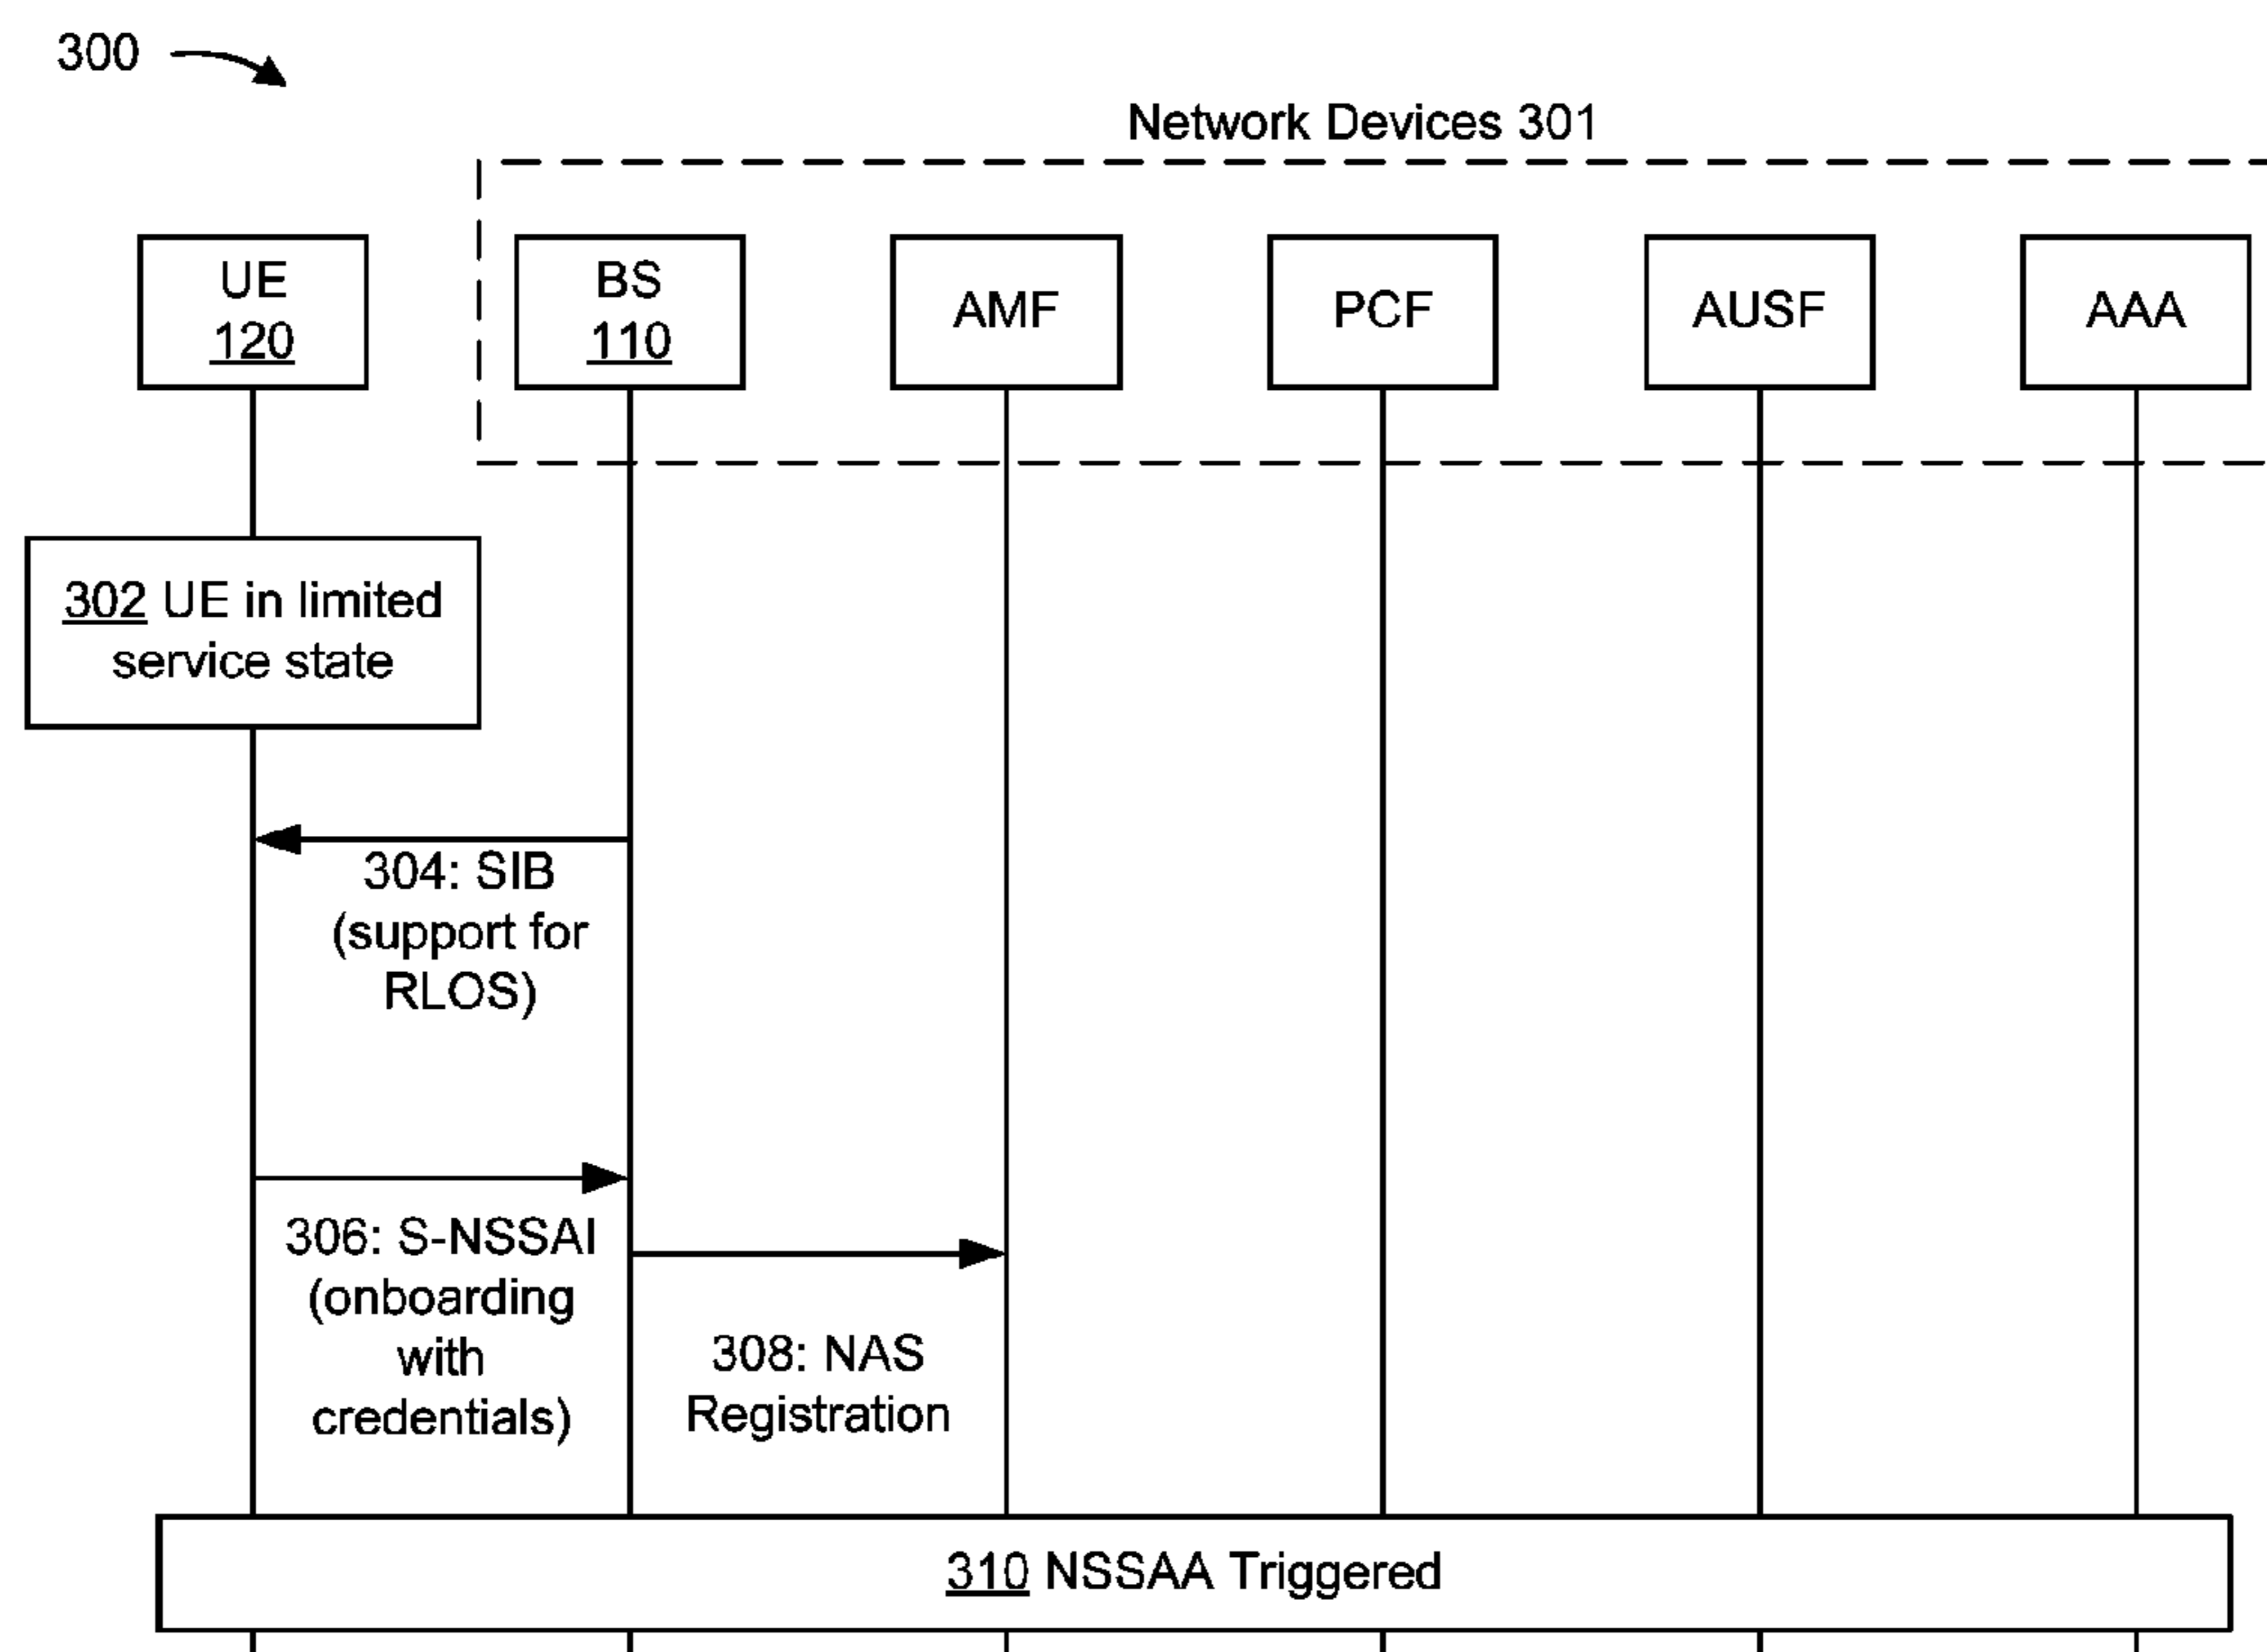 300
Network Devices 301
UE
120
BS
110
AMF
PCF
AUSF
AAA
302 UE in limited
service state
304: SIB
(support for
RLOS)
306: S-NSSAI
(onboarding
with
credentials)
308: NAS
Registration
310 NSSAA Triggered